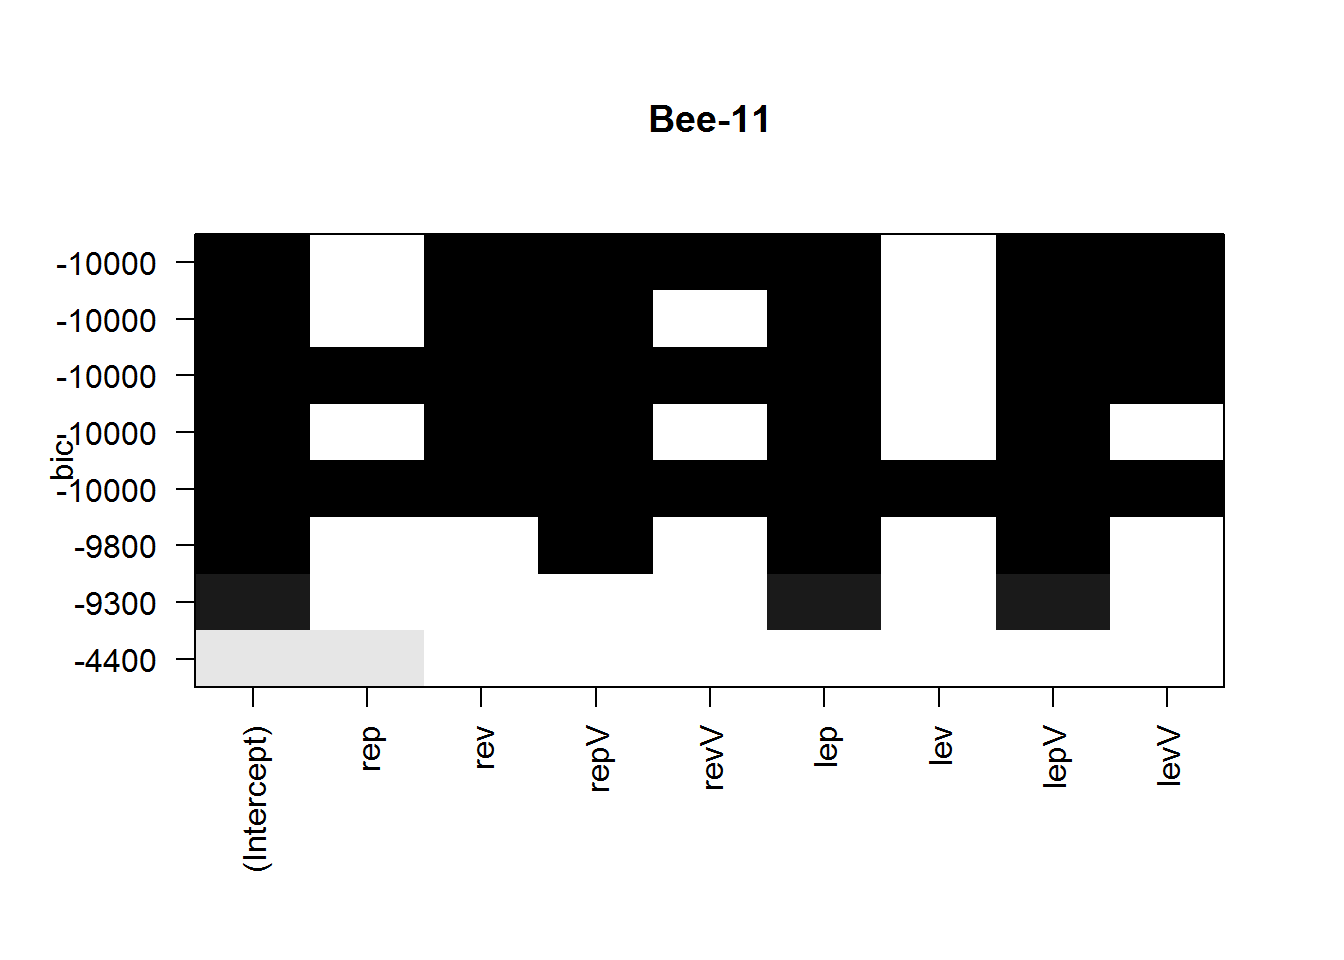 Bee-11
bic
-10000
-10000
-10000
-10000
-10000
-9800
-9300
-4400
(Intercept)
rep
rev
repV
revV
lep
lev
lepV
levV